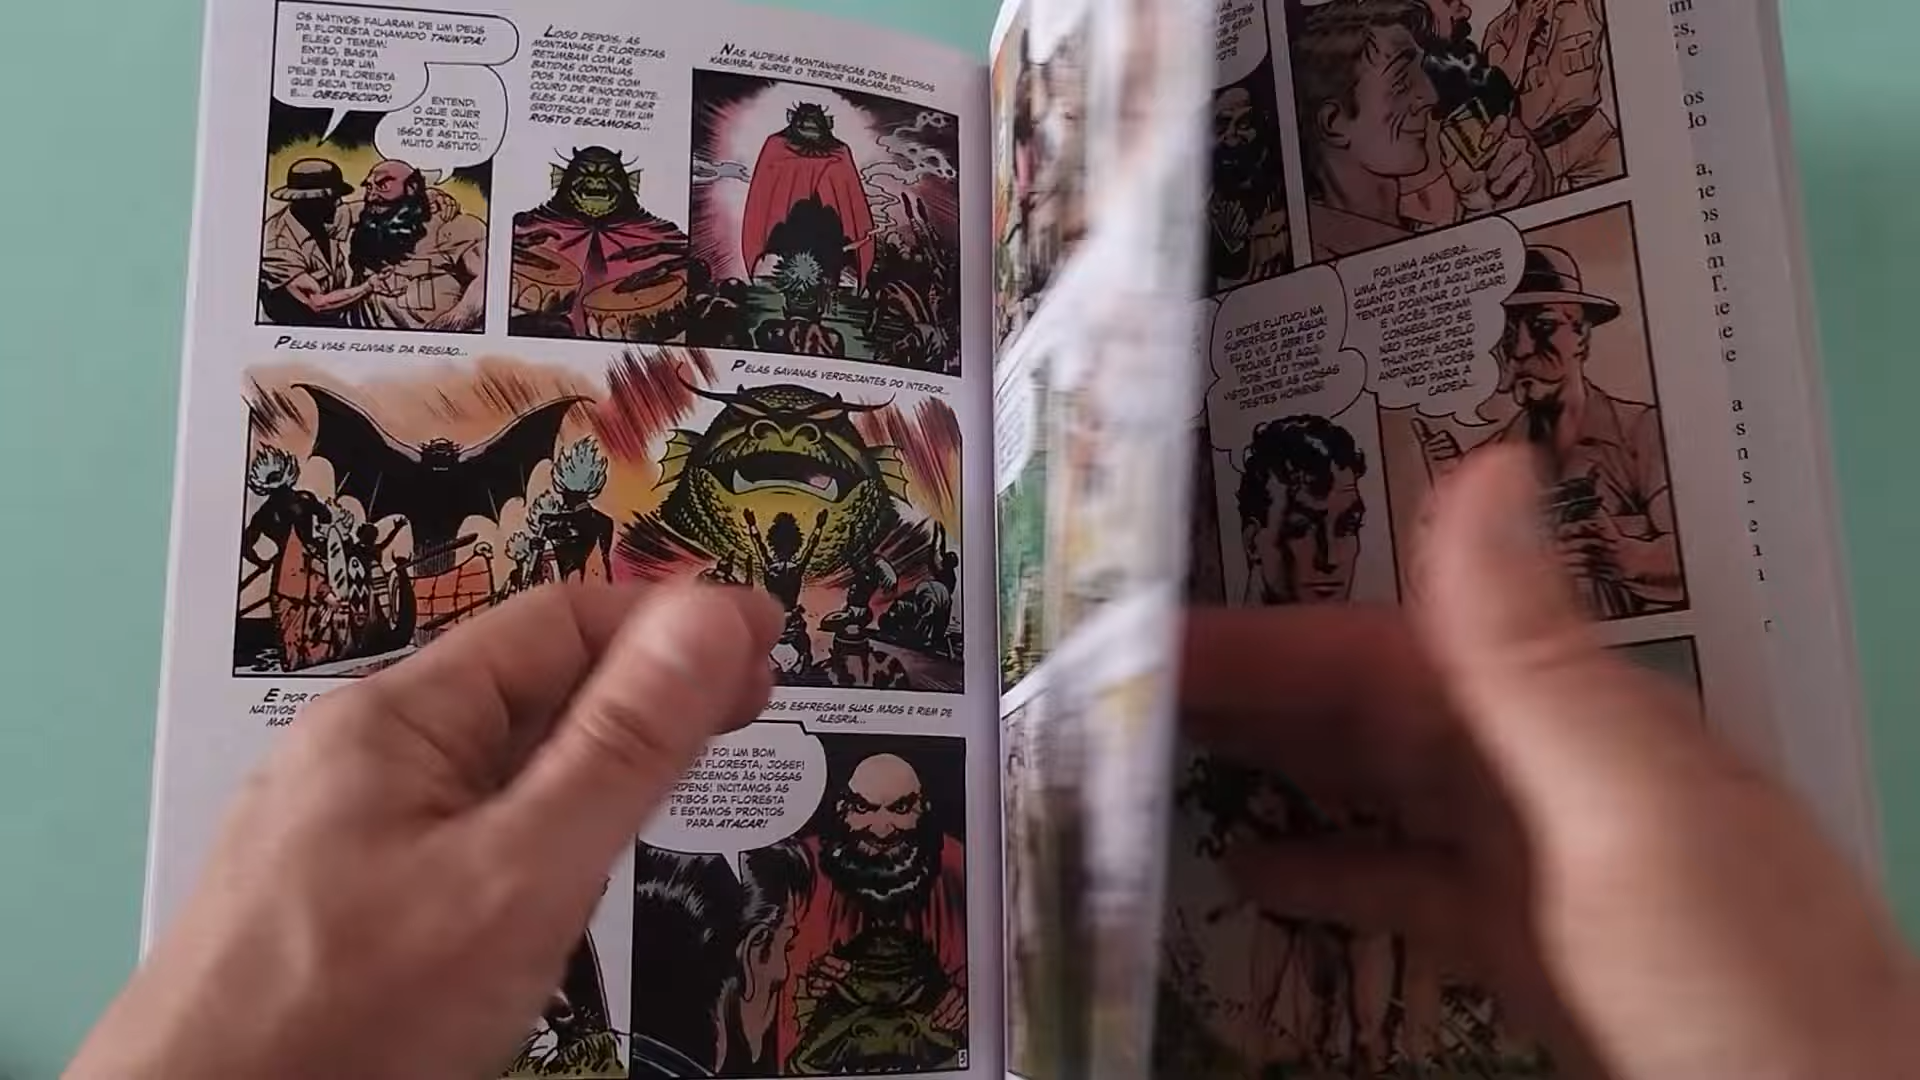 OS NATIVOS FALARAM DE UM DEUS
DA FLORESTA CHAMADO THUN'DA!
ELES O TEMEM!
ENTÃO, BASTA
LHES DAR UM
DEUS DA FLORESTA
QUE SEJA TEMIDO
E... OBEDECIDO!
ENTENDI
O QUE QUER
DIZER, IVAN!
ISSO É ASTUTO...
MUITO ASTUTO!
LOGO DEPOIS, AS
MONTANHAS E FLORESTAS
RETUMBAM COM AS
BATIDAS CONTÍNUAS
DOS TAMBORES COM
COURO DE RINOCERONTE.
ELES FALAM DE UM SER
GROTESCO QUE TEM UM
ROSTO ESCAMOSO...
NAS ALDEIAS MONTANHESCAS DOS BELICOSOS
KASIMBA, SURGE O TERROR MASCARADO...
PELAS VIAS FLUVIAIS DA REGIÃO...
PELAS SAVANAS VERDEJANTES DO INTERIOR...
E POR
NATIVOS
MAR
ESFREGAM SUAS MÃOS E RIEM DE
ALEGRIA...
FOI UM BOM
FLORESTA, JOSEF!
ÀS NOSSAS
INCITAMOS AS
TRIBOS DA FLORESTA
E ESTAMOS PRONTOS
PARA ATACAR!
5
DESTES
SEM
O POTE FLUTUOU NA
SUPERFÍCIE DA ÁGUA!
EU O VI, O ABRI E O
TROUXE ATÉ AQUI,
POIS JÁ O TINHA
VISTO ENTRE AS COISAS
DESTES HOMENS!
FOI UMA ASNEIRA...
UMA ASNEIRA TÃO GRANDE
QUANTO VIR ATÉ AQUI PARA
TENTAR DOMINAR O LUGAR!
E VOCÊS TERIAM
CONSEGUIDO SE
NÃO FOSSE PELO
THUN'DA! AGORA
ANDANDO! VOCÊS
VÃO PARA A
CADEIA...